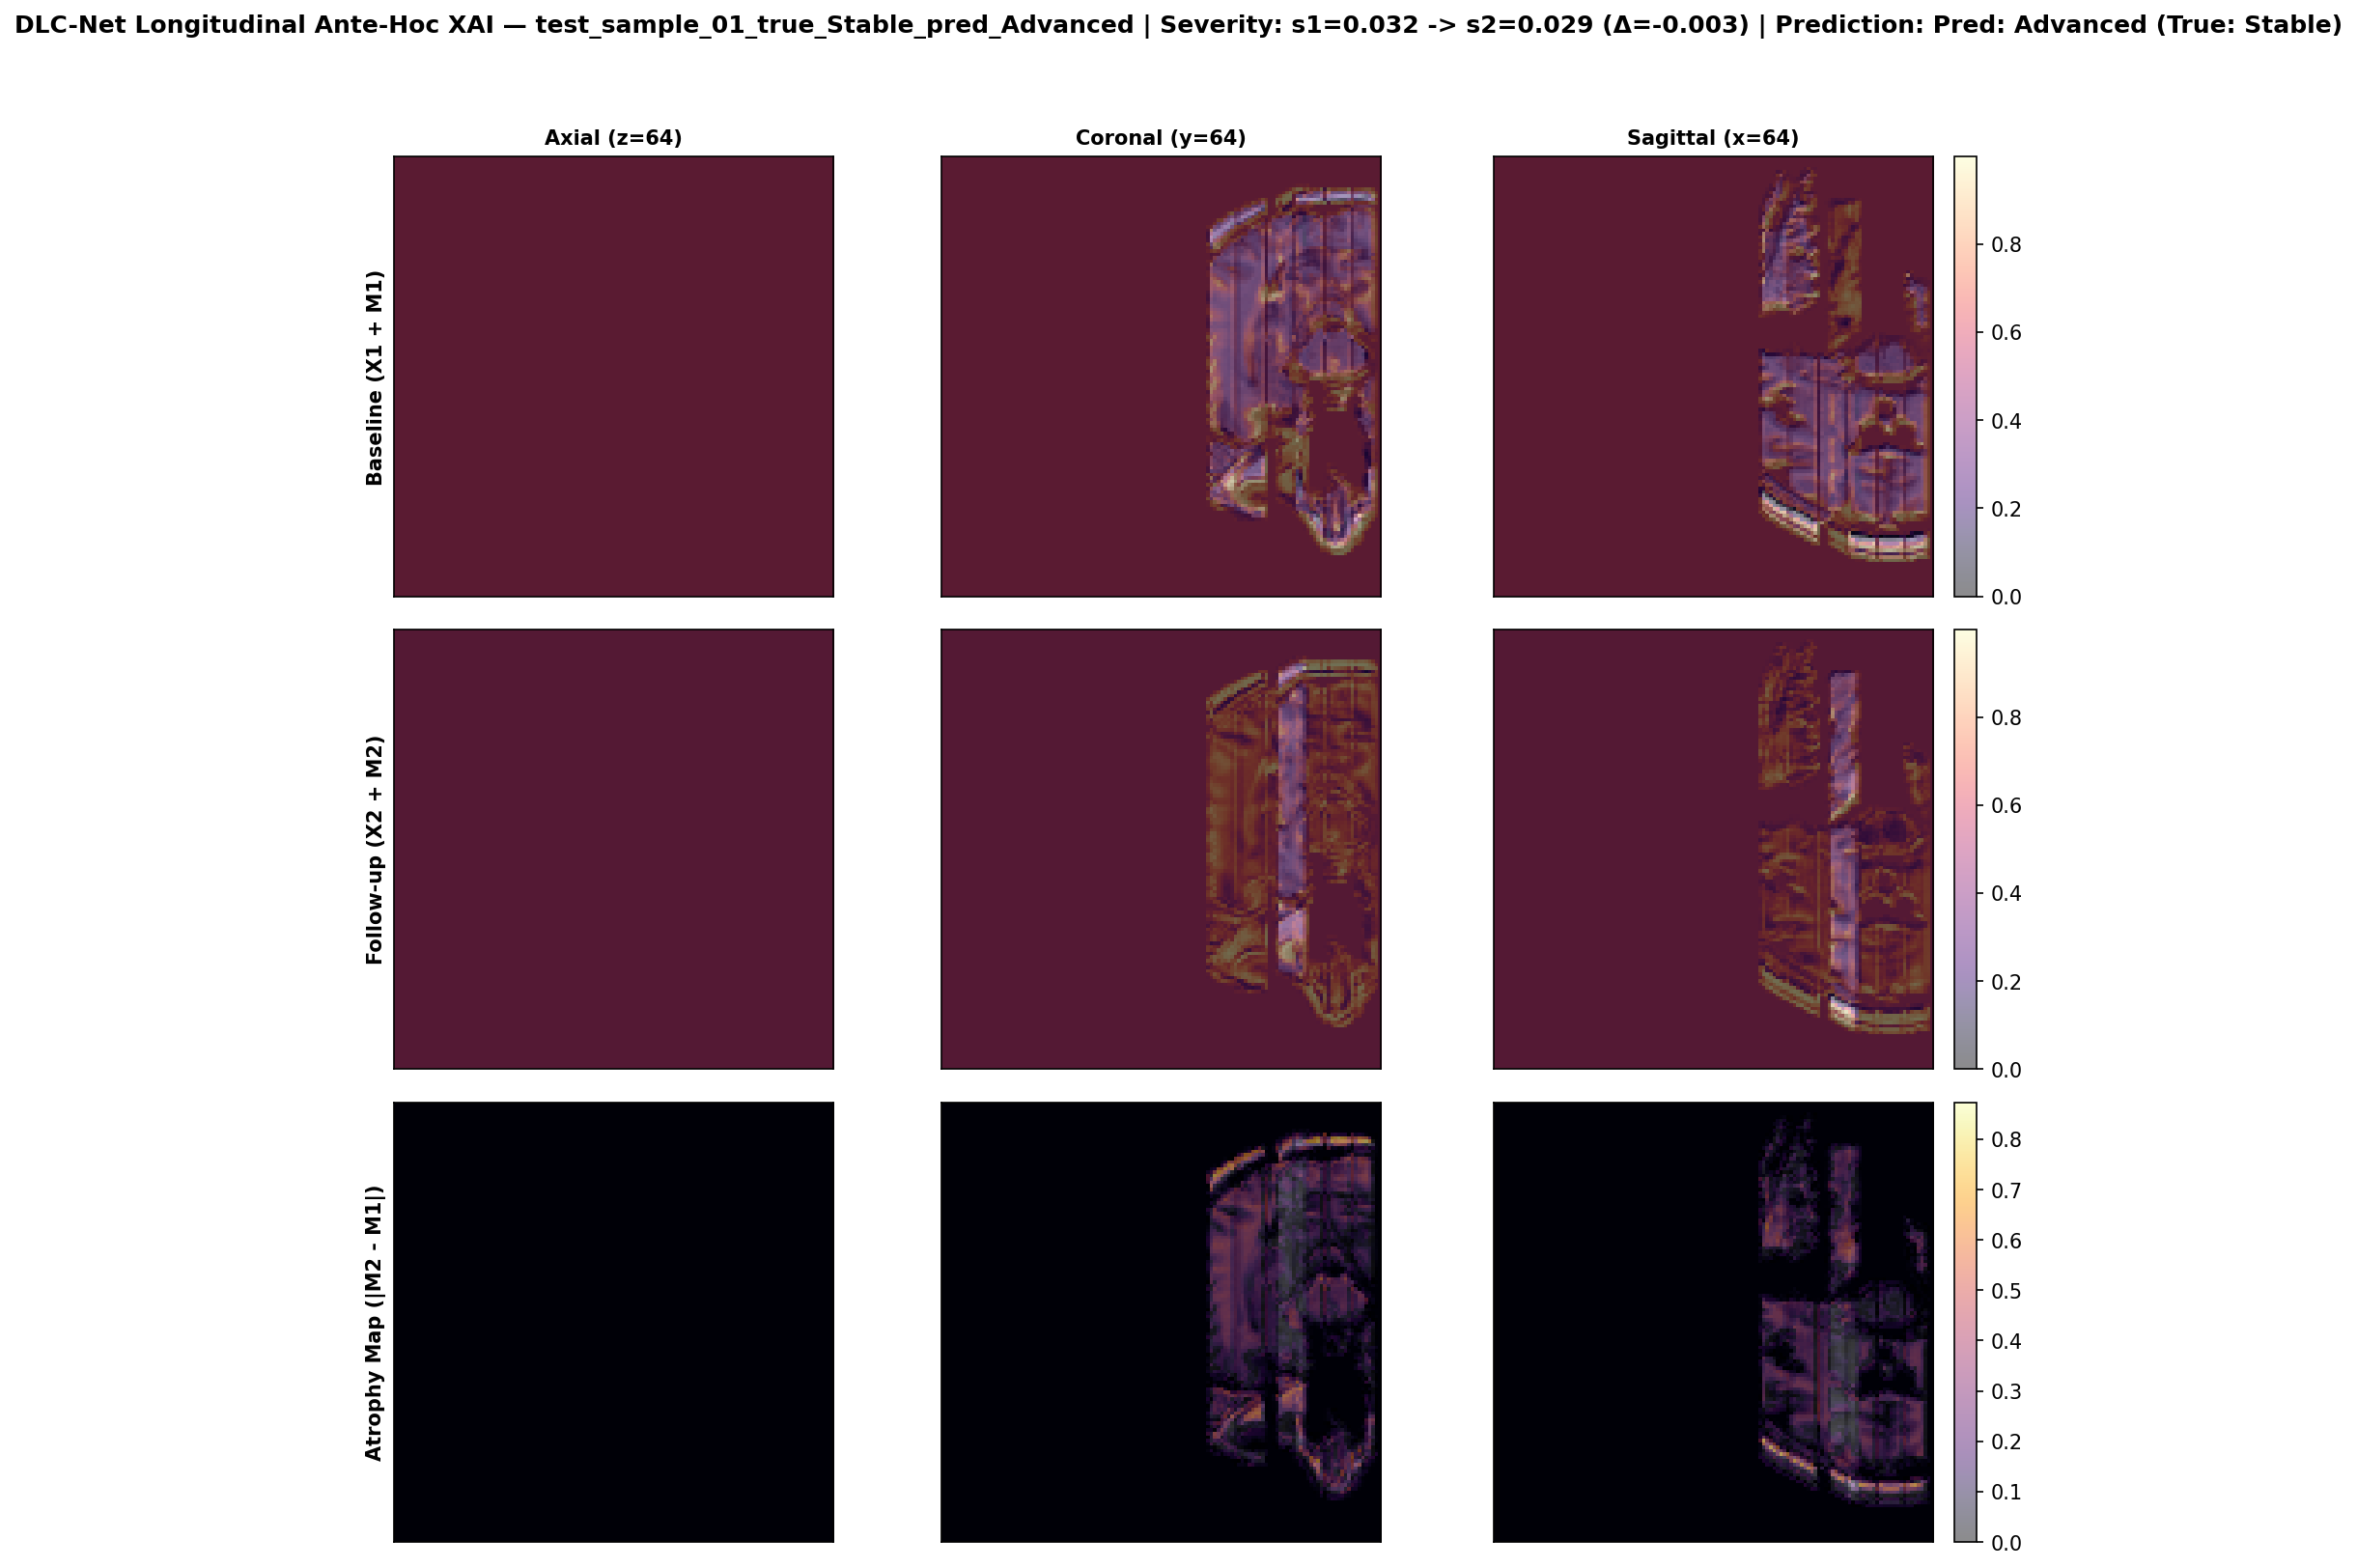 DLC-Net Longitudinal Ante-Hoc XAI — test_sample_01_true_Stable_pred_Advanced | Severity: s1=0.032 -> s2=0.029 (Δ=-0.003) | Prediction: Pred: Advanced (True: Stable)
Axial (z=64)
Coronal (y=64)
Sagittal (x=64)
Baseline (X1 + M1)
0.8
0.6
0.4
0.2
0.0
Follow-up (X2 + M2)
0.8
0.6
0.4
0.2
0.0
Atrophy Map (|M2 - M1|)
0.8
0.7
0.6
0.5
0.4
0.3
0.2
0.1
0.0